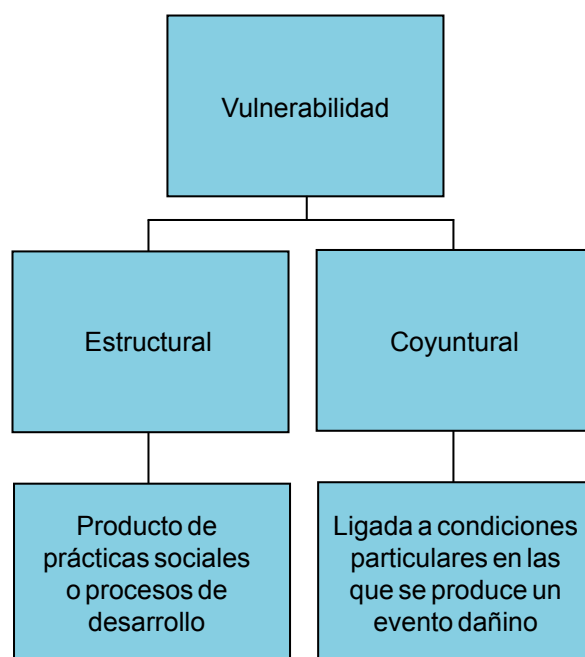 Vulnerabilidad
Estructural
Coyuntural
Producto de
prácticas sociales
o procesos de
desarrollo
Ligada a condiciones
particulares en las
que se produce un
evento dañino